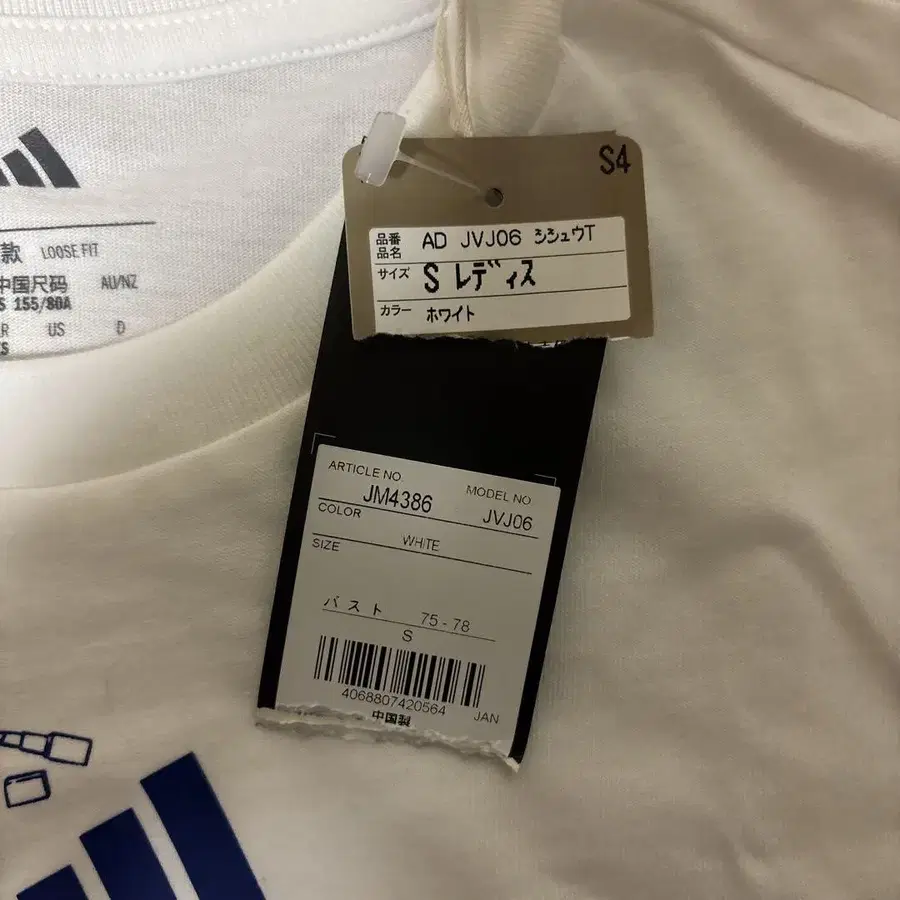 S4
品番
品名
AD JVJ06 シシュウT
サイズ
S レディス
カラー
ホワイト
款 LOOSE FIT
中国尺码 AU/NZ
155/80A
US D
ARTICLE NO.
JM4386
MODEL NO.
JVJ06
COLOR
WHITE
SIZE
バスト 75 - 78
S
4068807420564 JAN
中国製